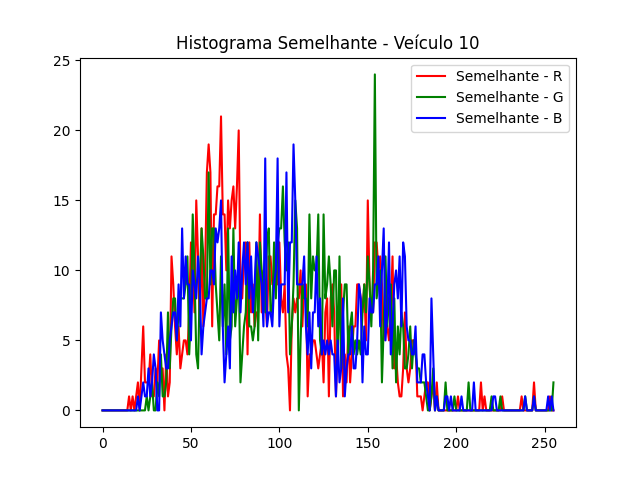 Histograma Semelhante - Veículo 10
Semelhante - R
Semelhante - G
Semelhante - B
25
20
15
10
5
0
0 50 100 150 200 250